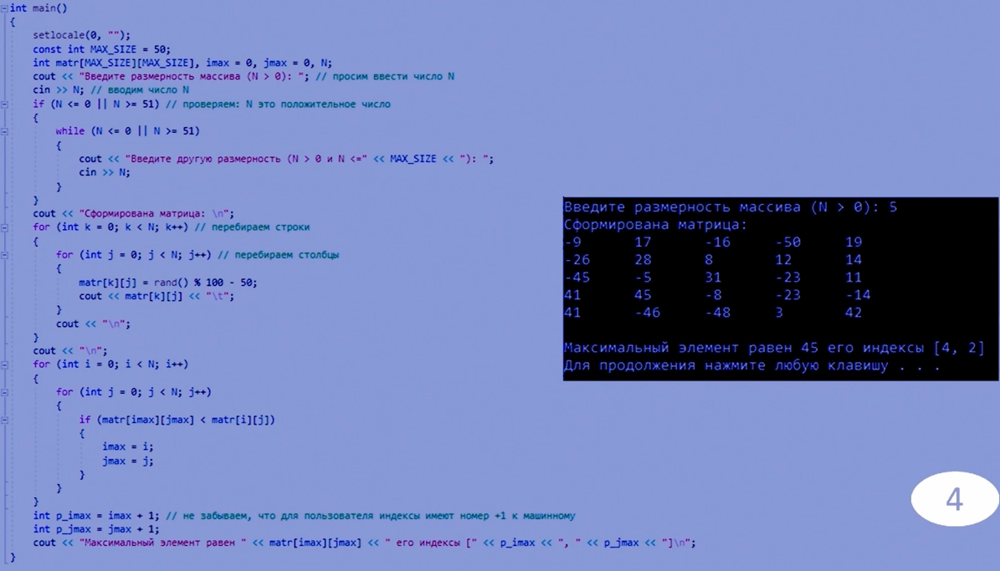 int main()
{
setlocale(0, "");
const int MAX_SIZE = 50;
int matr[MAX_SIZE][MAX_SIZE], imax = 0, jmax = 0, N;
cout << "Введите размерность массива (N > 0): "; // просим ввести число N
cin >> N; // вводим число N
if (N <= 0 || N >= 51) // проверяем: N это положительное число
{
while (N <= 0 || N >= 51)
{
cout << "Введите другую размерность (N > 0 и N <=" << MAX_SIZE << "): ";
cin >> N;
}
}
cout << "Сформирована матрица: \n";
for (int k = 0; k < N; k++) // перебираем строки
{
for (int j = 0; j < N; j++) // перебираем столбцы
{
matr[k][j] = rand() % 100 - 50;
cout << matr[k][j] << "\t";
}
cout << "\n";
}
cout << "\n";
for (int i = 0; i < N; i++)
{
for (int j = 0; j < N; j++)
{
if (matr[imax][jmax] < matr[i][j])
{
imax = i;
jmax = j;
}
}
}
int p_imax = imax + 1; // не забываем, что для пользователя индексы имеют номер +1 к машинному
int p_jmax = jmax + 1;
cout << "Максимальный элемент равен " << matr[imax][jmax] << " его индексы [" << p_imax << ", " << p_jmax << "]\n";
}
Введите размерность массива (N > 0): 5
Сформирована матрица:
-9 17 -16 -50 19
-26 28 8 12 14
-45 -5 31 -23 11
41 45 -8 -23 -14
41 -46 -48 3 42
Максимальный элемент равен 45 его индексы [4, 2]
Для продолжения нажмите любую клавишу . . .
4